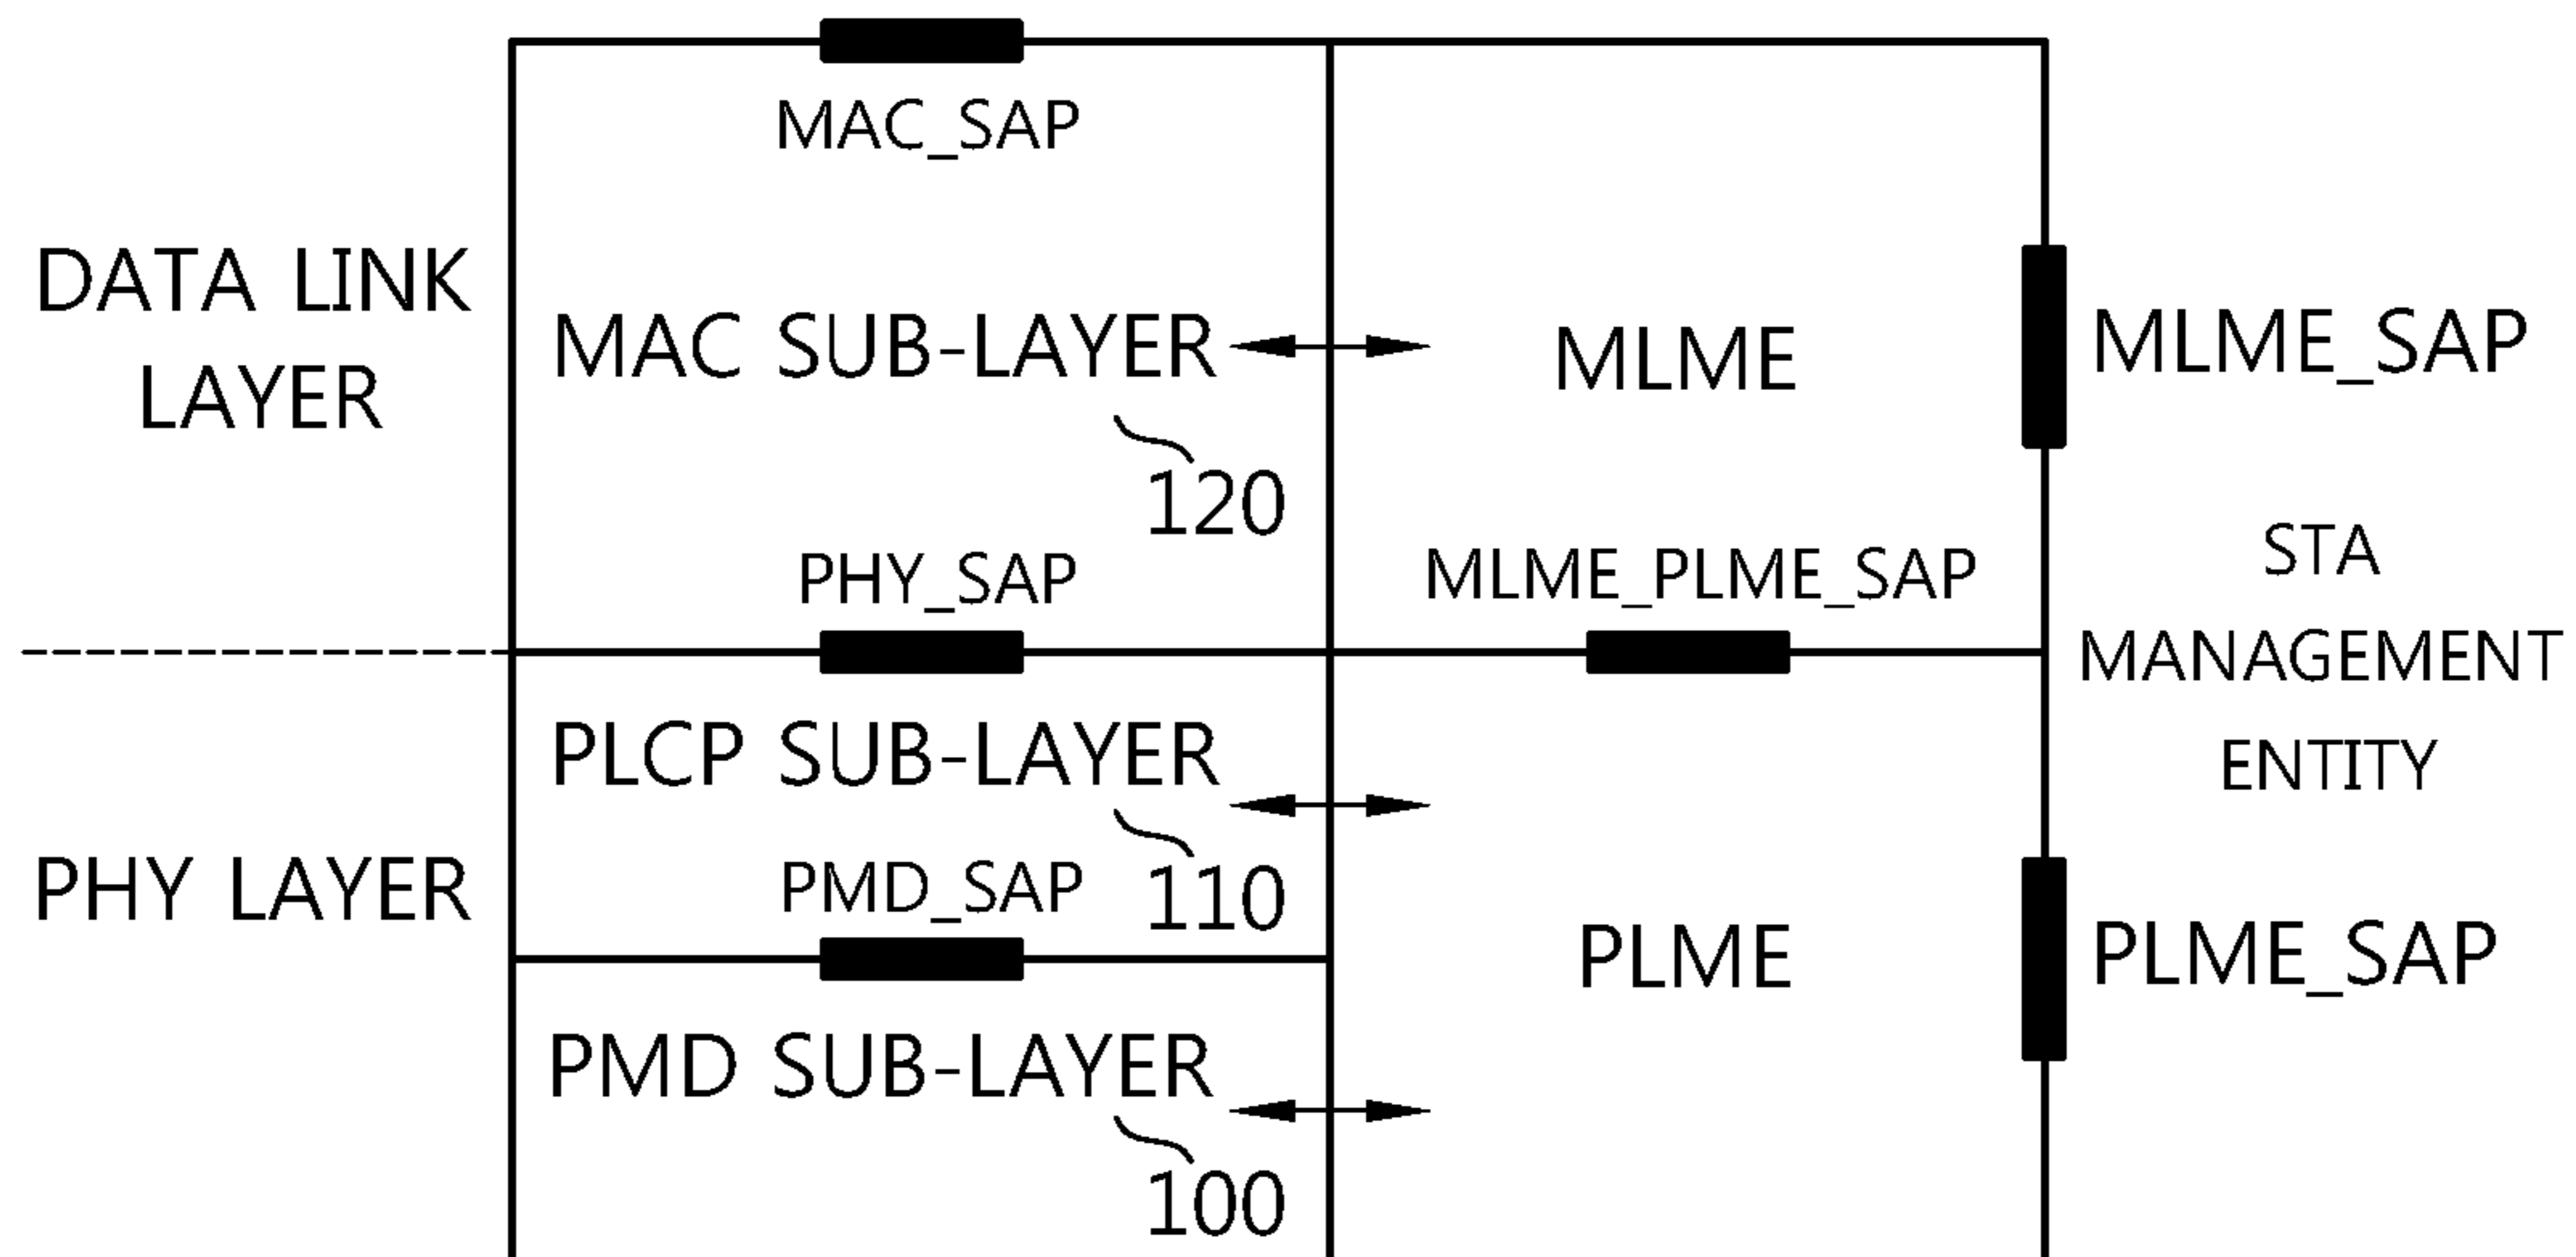 MAC_SAP
DATA LINK
LAYER
MAC SUB-LAYER
120
MLME
MLME_SAP
PHY_SAP
MLME_PLME_SAP
STA
MANAGEMENT
ENTITY
PHY LAYER
PLCP SUB-LAYER
110
PMD_SAP
PLME
PLME_SAP
PMD SUB-LAYER
100